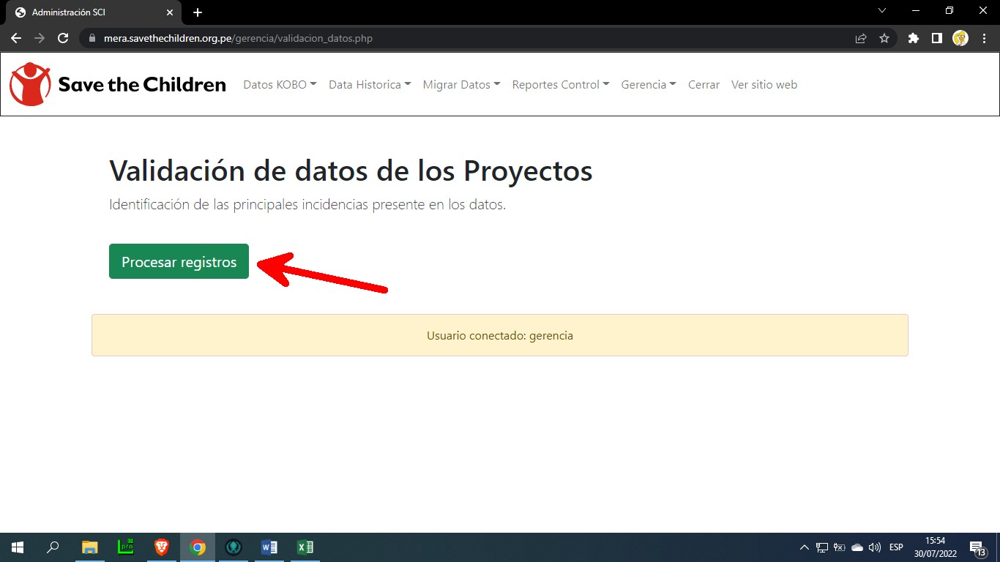 Administración SCI
mera.savethechildren.org.pe/gerencia/validacion_datos.php
Save the Children Datos KOBO Data Historica Migrar Datos Reportes Control Gerencia Cerrar Ver sitio web
Validación de datos de los Proyectos
Identificación de las principales incidencias presente en los datos.
Procesar registros
Usuario conectado: gerencia
ESP
15:54
30/07/2022
13